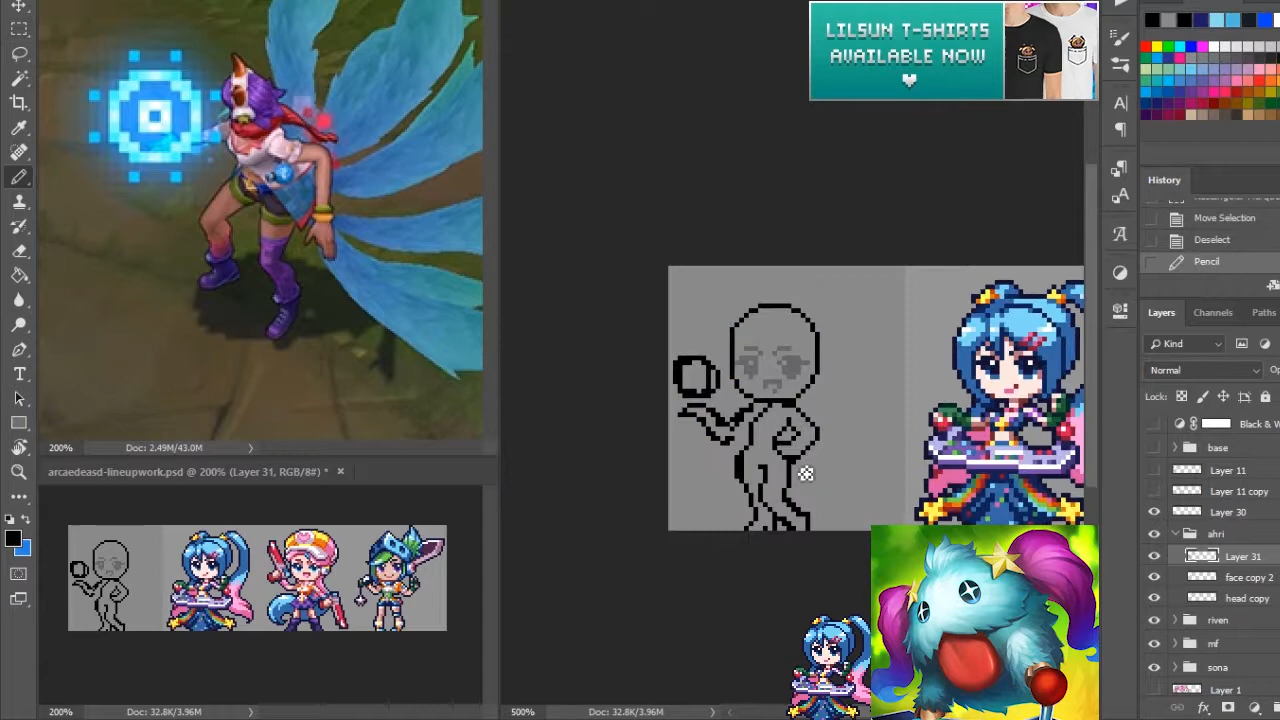 LILSUN T-SHIRTS
AVAILABLE NOW
History
Move Selection
Deselect
Pencil
Layers Channels Paths
Kind
Normal
Lock:
Black & W
base
Layer 11
Layer 11 copy
Layer 30
ahri
Layer 31
face copy 2
head copy
riven
mf
sona
Layer 1
200% Doc: 2.49M/43.0M
arcaedeasd-lineupwork.psd @ 200% (Layer 31, RGB/8#) *
200% Doc: 32.8K/3.96M
500% Doc: 32.8K/3.96M